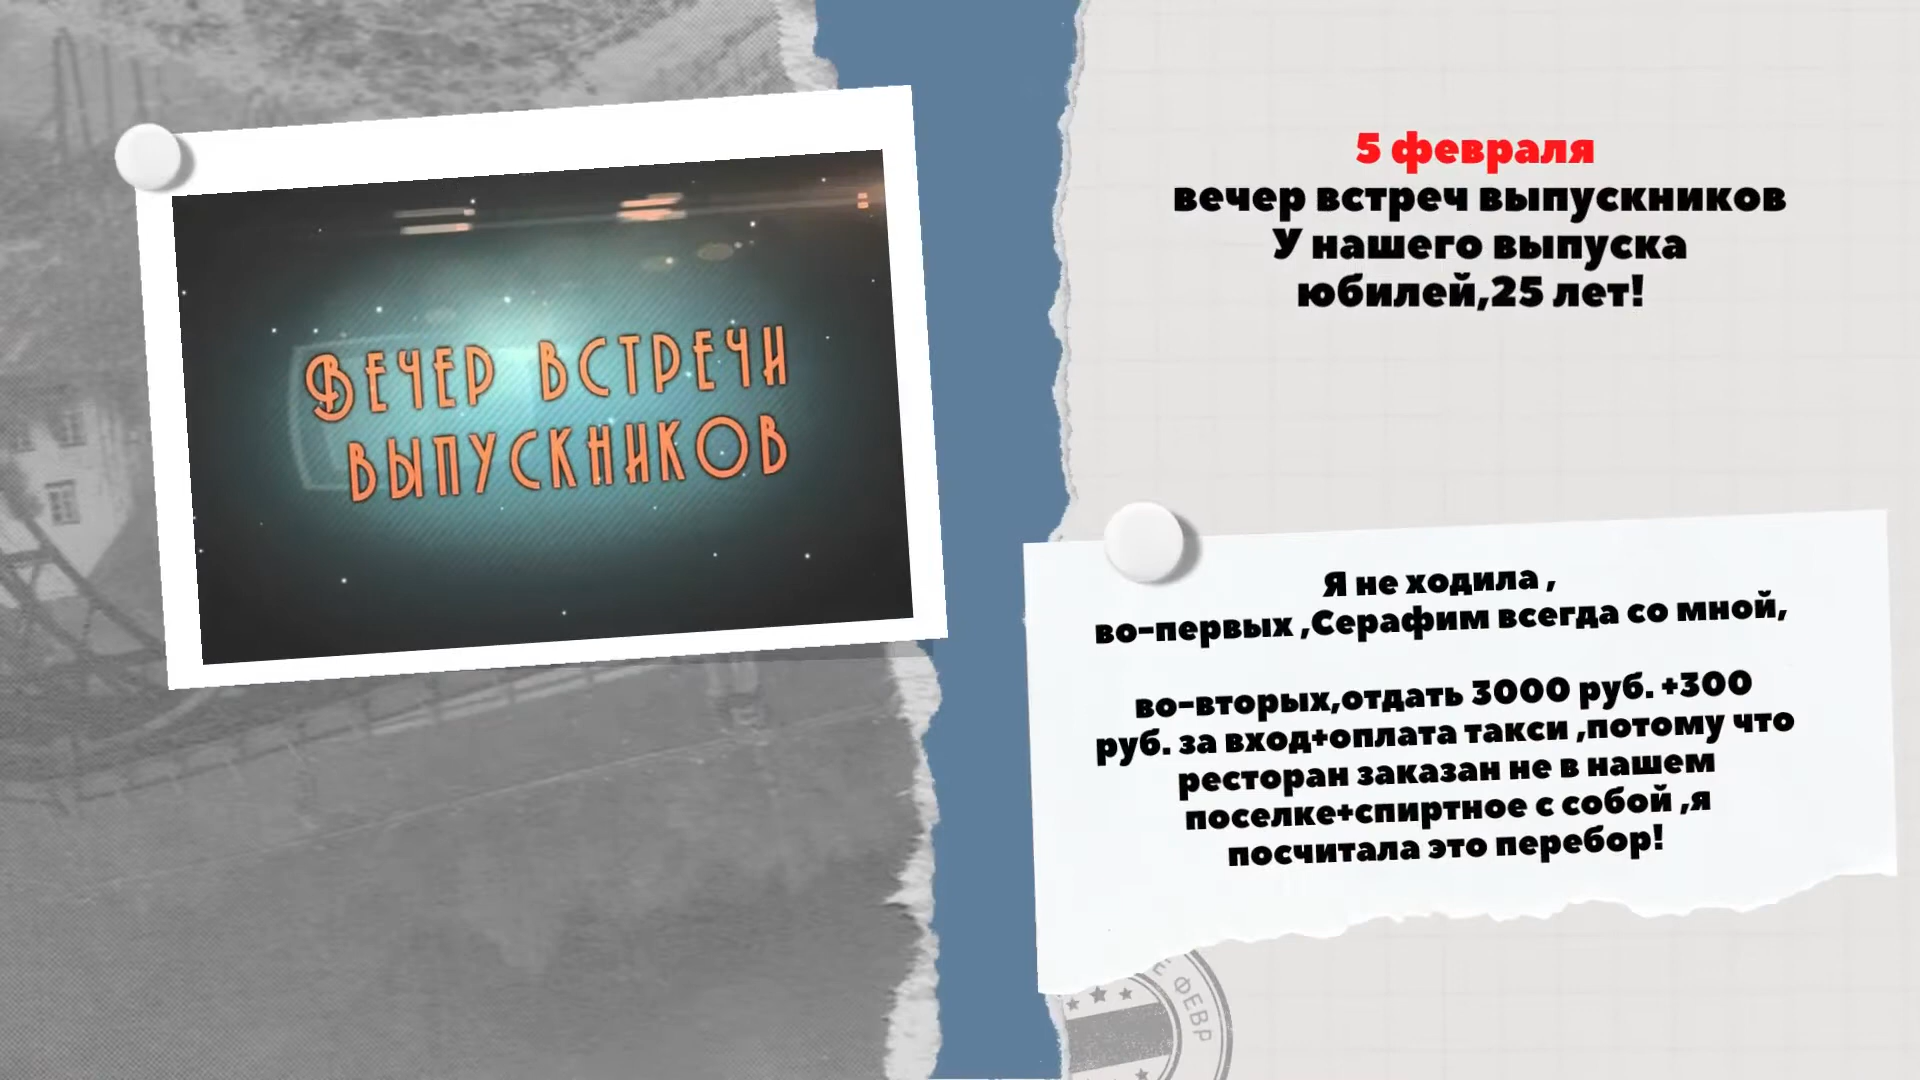 Вечер встречи
выпускников
5 февраля
вечер встреч выпускников
У нашего выпуска
юбилей,25 лет!
Я не ходила ,
во-первых ,Серафим всегда со мной,
во-вторых,отдать 3000 руб. +300
руб. за вход+оплата такси ,потому что
ресторан заказан не в нашем
поселке+спиртное с собой ,я
посчитала это перебор!
ФЕВР